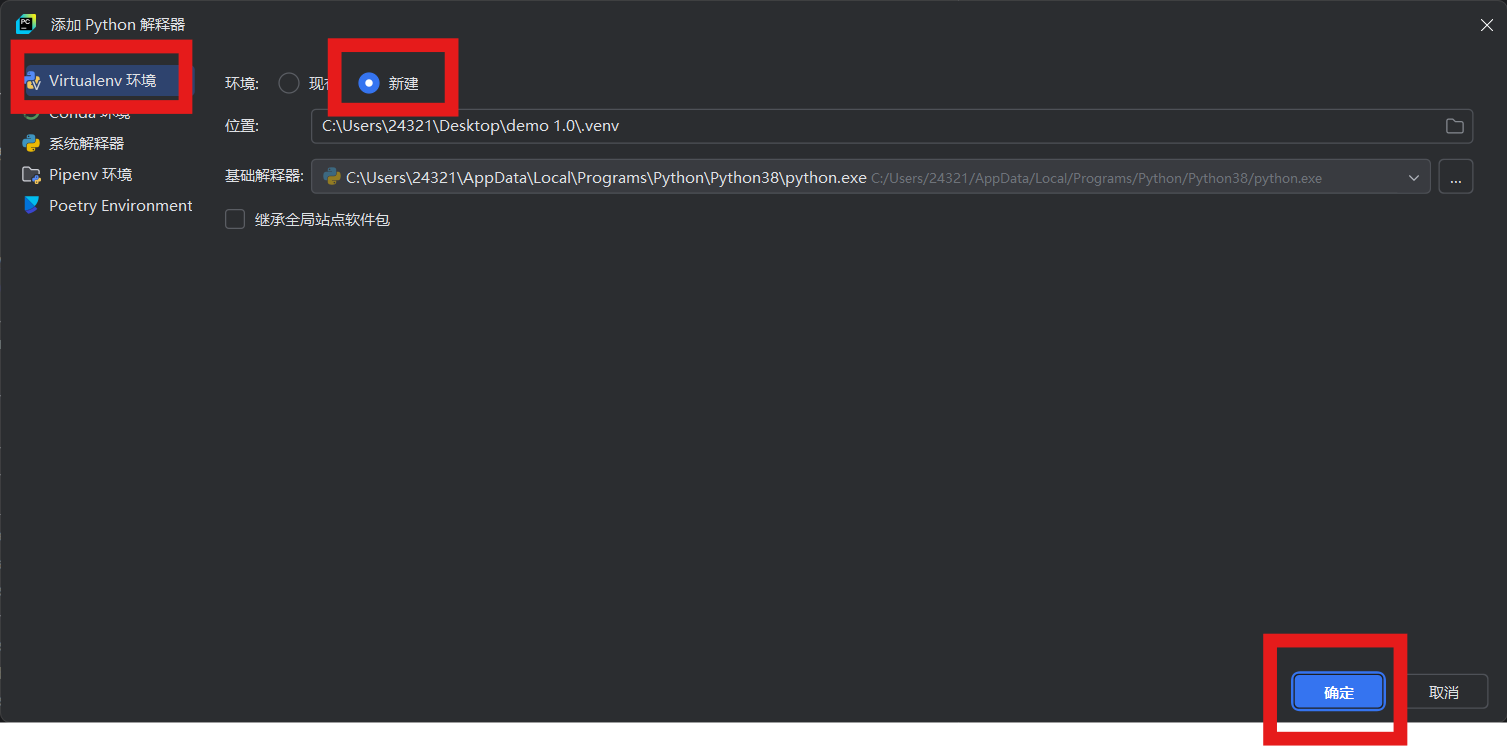 添加 Python 解释器
Virtualenv 环境
Conda 环境
系统解释器
Pipenv 环境
Poetry Environment
环境: 现有 新建
位置: C:\Users\24321\Desktop\demo 1.0\.venv
基础解释器: C:\Users\24321\AppData\Local\Programs\Python\Python38\python.exe C:/Users/24321/AppData/Local/Programs/Python/Python38/python.exe ...
继承全局站点软件包
确定 取消